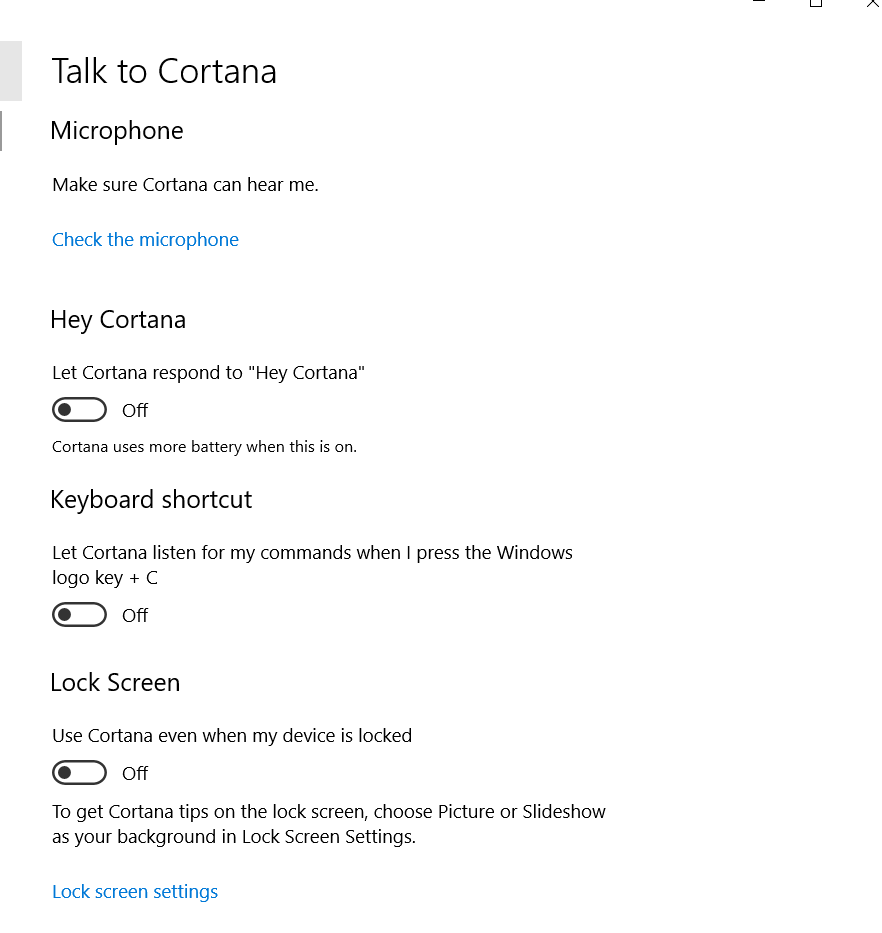 Talk to Cortana
Microphone
Make sure Cortana can hear me.
Check the microphone
Hey Cortana
Let Cortana respond to "Hey Cortana"
Off
Cortana uses more battery when this is on.
Keyboard shortcut
Let Cortana listen for my commands when I press the Windows
logo key + C
Off
Lock Screen
Use Cortana even when my device is locked
Off
To get Cortana tips on the lock screen, choose Picture or Slideshow
as your background in Lock Screen Settings.
Lock screen settings